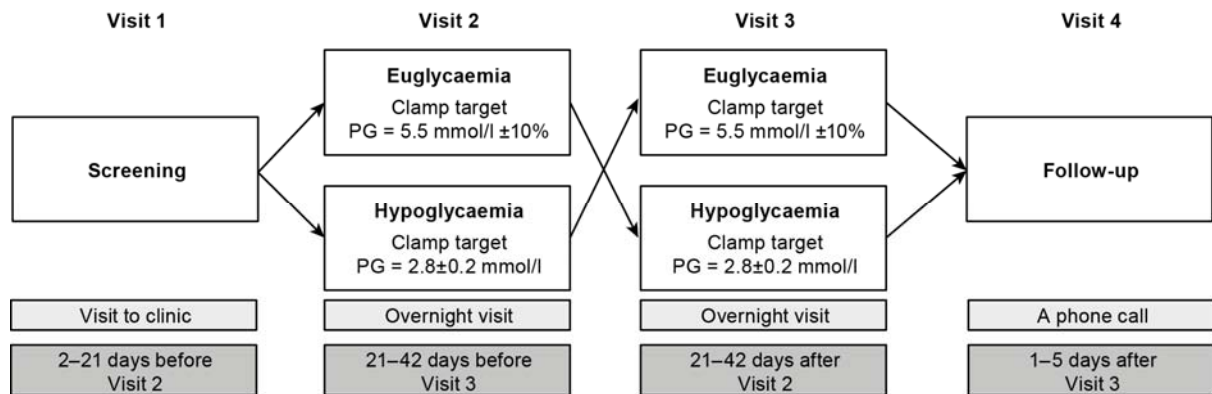 Visit 1
Visit 2
Visit 3
Visit 4
Screening
Euglycaemia
Clamp target
PG = 5.5 mmol/l ±10%
Hypoglycaemia
Clamp target
PG = 2.8±0.2 mmol/l
Euglycaemia
Clamp target
PG = 5.5 mmol/l ±10%
Hypoglycaemia
Clamp target
PG = 2.8±0.2 mmol/l
Follow-up
Visit to clinic
Overnight visit
Overnight visit
A phone call
2–21 days before
Visit 2
21–42 days before
Visit 3
21–42 days after
Visit 2
1–5 days after
Visit 3